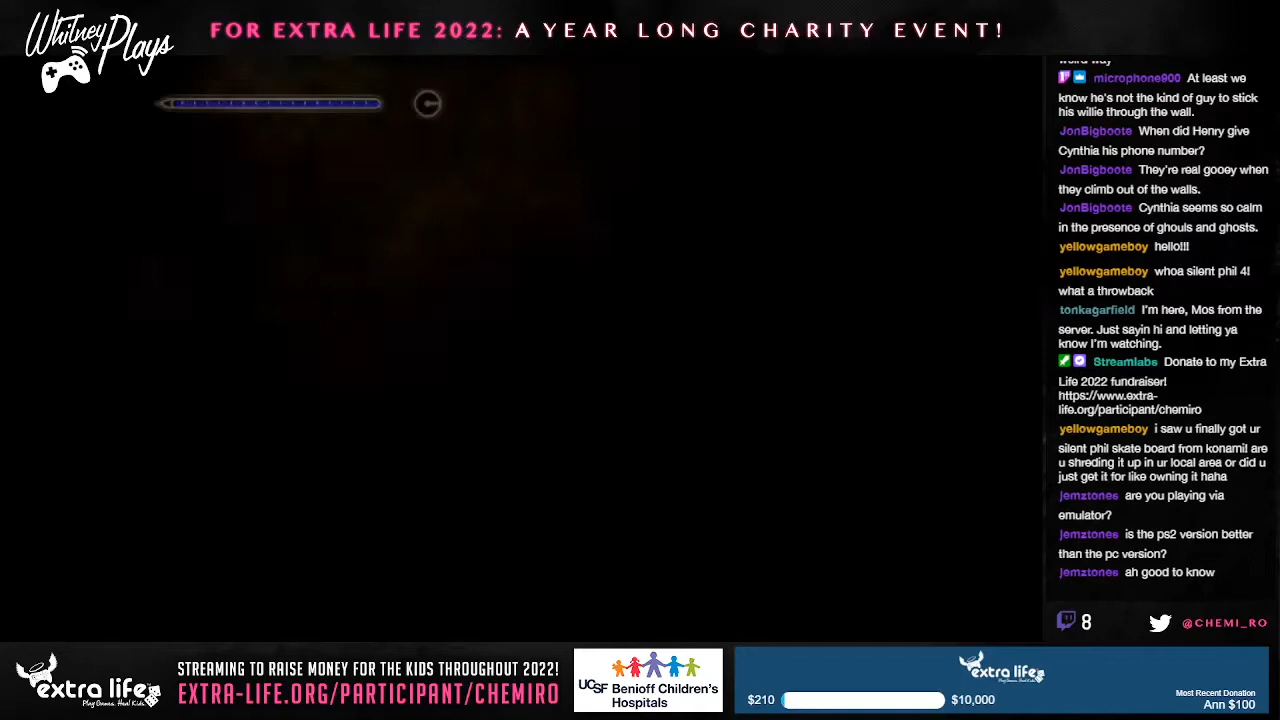 Whitney Plays
FOR EXTRA LIFE 2022: A YEAR LONG CHARITY EVENT!
weird way
microphone900 At least we
know he's not the kind of guy to stick
his willie through the wall.
JonBigboote When did Henry give
Cynthia his phone number?
JonBigboote They're real gooey when
they climb out of the walls.
JonBigboote Cynthia seems so calm
in the presence of ghouls and ghosts.
yellowgameboy hello!!!
yellowgameboy whoa silent phil 4!
what a throwback
tonkagarfield I'm here, Mos from the
server. Just sayin hi and letting ya
know I'm watching.
Streamlabs Donate to my Extra
Life 2022 fundraiser!
https://www.extra-
life.org/participant/chemiro
yellowgameboy i saw u finally got ur
silent phil skate board from konamiI are
u shreding it up in ur local area or did u
just get it for like owning it haha
jemztones are you playing via
emulator?
jemztones is the ps2 version better
than the pc version?
jemztones ah good to know
8 @CHEMI_RO
extra life
Play Games. Heal Kids.
STREAMING TO RAISE MONEY FOR THE KIDS THROUGHOUT 2022!
EXTRA-LIFE.ORG/PARTICIPANT/CHEMIRO
UCSF Benioff Children's
Hospitals
extra life
$210 $10,000
Most Recent Donation
Ann $100